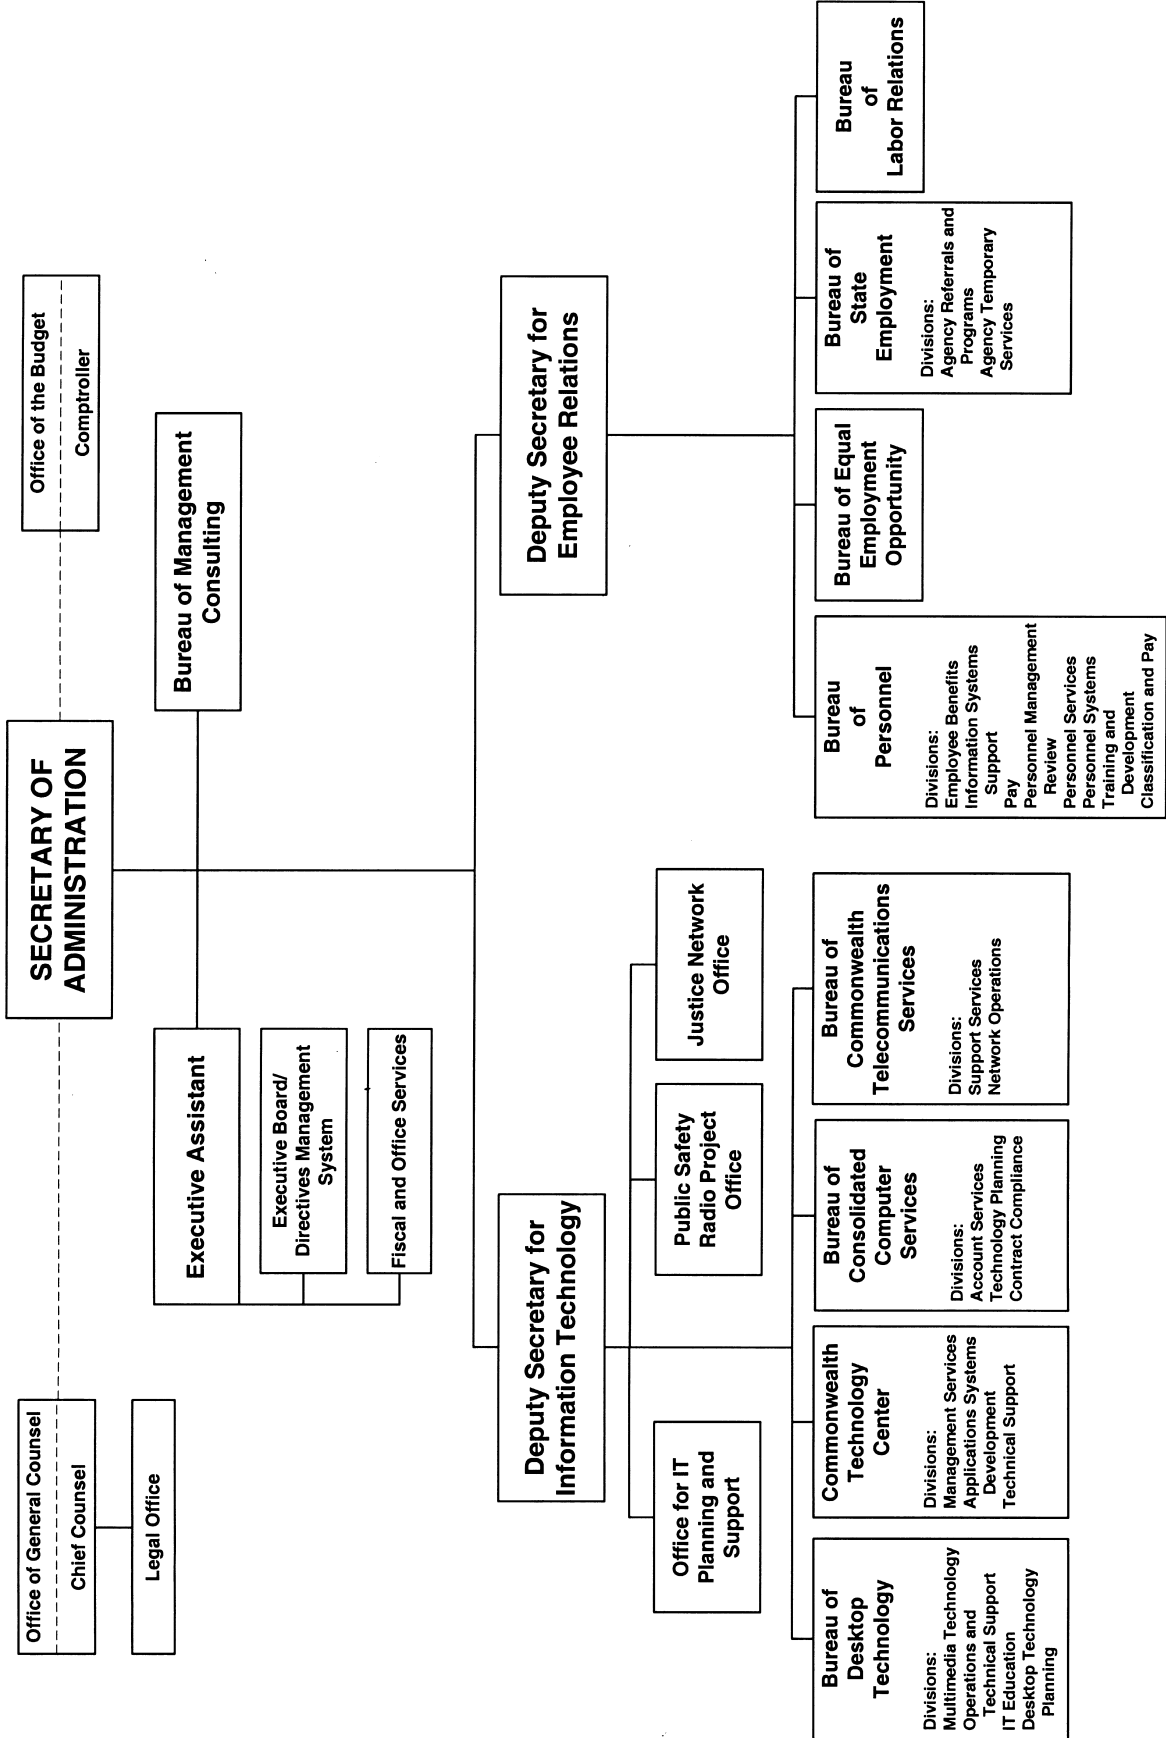 Office of General Counsel
Chief Counsel
Legal Office
SECRETARY OF
ADMINISTRATION
Office of the Budget
Comptroller
Executive Assistant
Executive Board/
Directives Management
System
Fiscal and Office Services
Bureau of Management
Consulting
Deputy Secretary for
Information Technology
Deputy Secretary for
Employee Relations
Office for IT
Planning and
Support
Public Safety
Radio Project
Office
Justice Network
Office
Bureau of
Desktop
Technology
Divisions:
Multimedia Technology
Operations and
Technical Support
IT Education
Desktop Technology
Planning
Commonwealth
Technology
Center
Divisions:
Management Services
Applications Systems
Development
Technical Support
Bureau of
Consolidated
Computer
Services
Divisions:
Account Services
Technology Planning
Contract Compliance
Bureau of
Commonwealth
Telecommunications
Services
Divisions:
Support Services
Network Operations
Bureau
of
Personnel
Divisions:
Employee Benefits
Information Systems
Support
Pay
Personnel Management
Review
Personnel Services
Personnel Systems
Training and
Development
Classification and Pay
Bureau of Equal
Employment
Opportunity
Bureau of
State
Employment
Divisions:
Agency Referrals and
Programs
Agency Temporary
Services
Bureau
of
Labor Relations